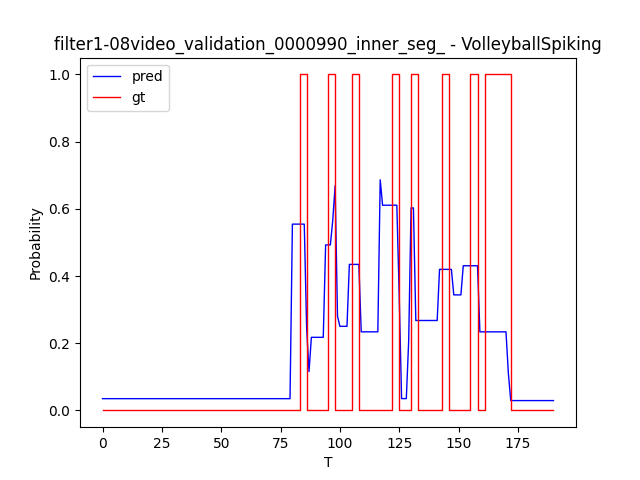 filter1-08video_validation_0000990_inner_seg_ - VolleyballSpiking
pred
gt
1.0
0.8
0.6
0.4
0.2
0.0
Probability
0 25 50 75 100 125 150 175
T